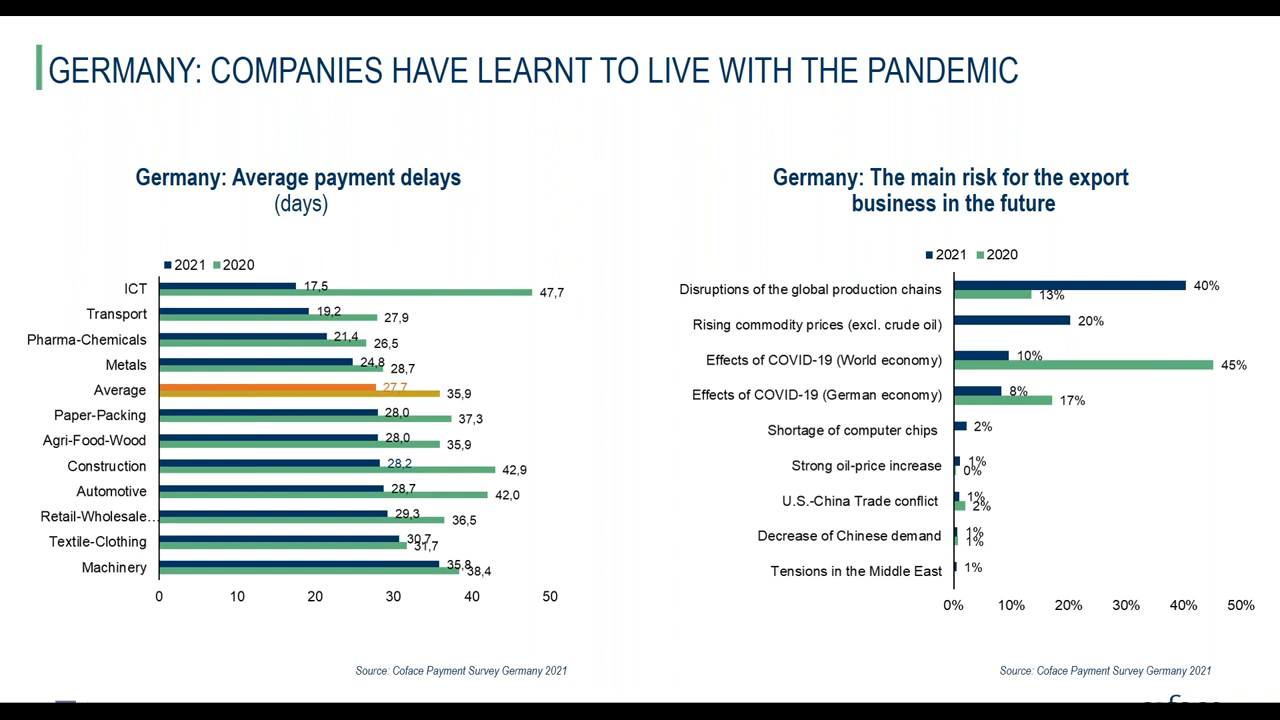 GERMANY: COMPANIES HAVE LEARNT TO LIVE WITH THE PANDEMIC
Germany: Average payment delays
(days)
2021 2020
ICT 17,5 47,7
Transport 19,2 27,9
Pharma-Chemicals 21,4 26,5
Metals 24,8 28,7
Average 27,7 35,9
Paper-Packing 28,0 37,3
Agri-Food-Wood 28,0 35,9
Construction 28,2 42,9
Automotive 28,7 42,0
Retail-Wholesale… 29,3 36,5
Textile-Clothing 30,7 31,7
Machinery 35,8 38,4
0 10 20 30 40 50
Source: Coface Payment Survey Germany 2021
Germany: The main risk for the export
business in the future
2021 2020
Disruptions of the global production chains 40% 13%
Rising commodity prices (excl. crude oil) 20%
Effects of COVID-19 (World economy) 10% 45%
Effects of COVID-19 (German economy) 8% 17%
Shortage of computer chips 2%
Strong oil-price increase 1% 0%
U.S.-China Trade conflict 1% 2%
Decrease of Chinese demand 1% 1%
Tensions in the Middle East 1%
0% 10% 20% 30% 40% 50%
Source: Coface Payment Survey Germany 2021